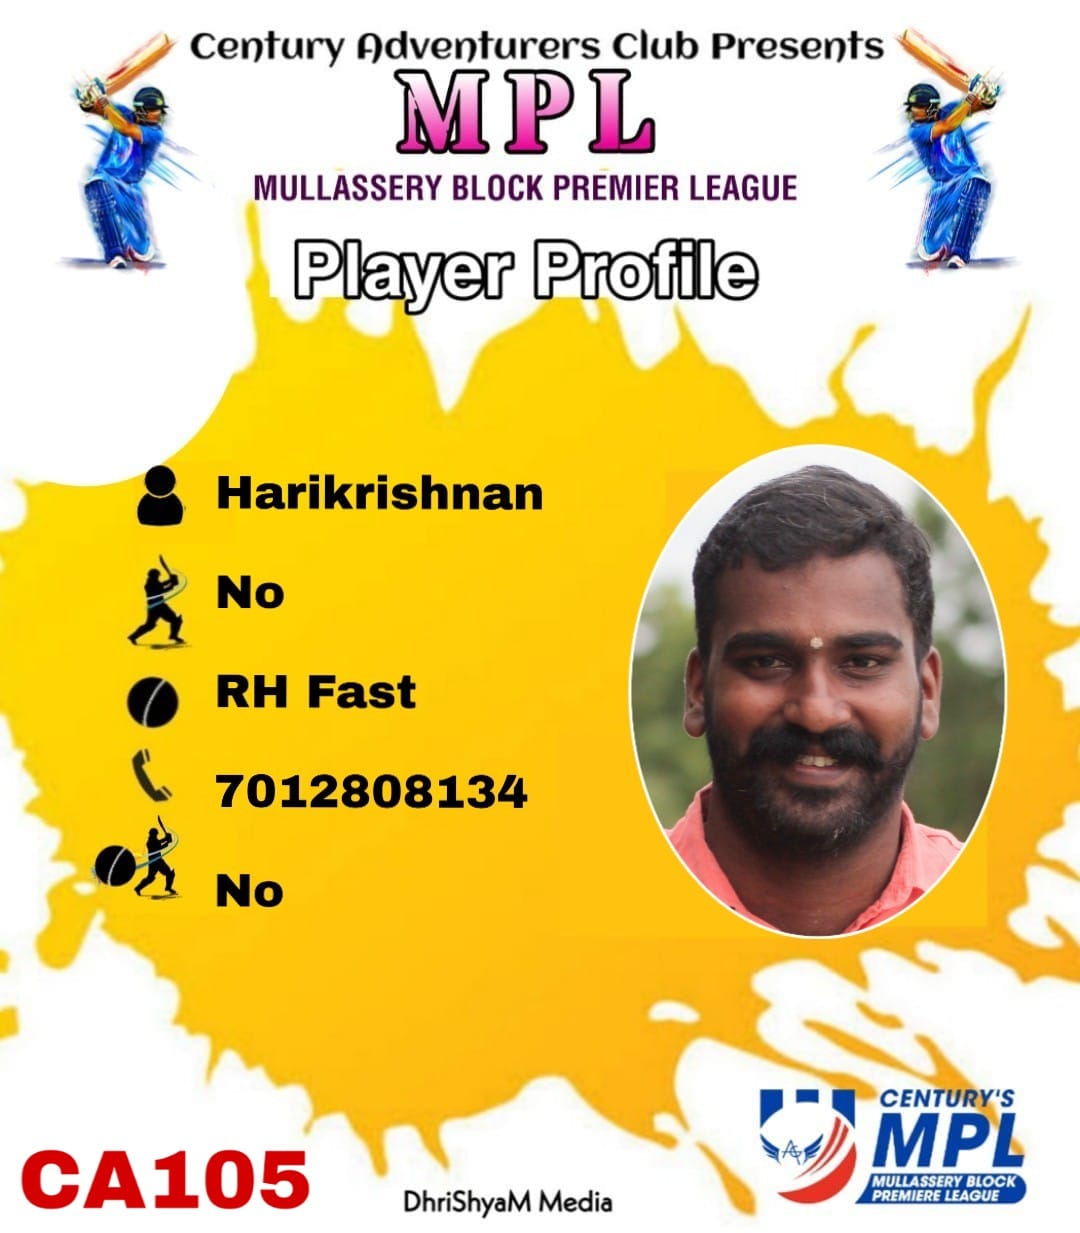 Century Adventurers Club Presents
MPL
MULLASSERY BLOCK PREMIER LEAGUE
Player Profile
Harikrishnan
No
RH Fast
7012808134
No
CA105
DhriShyaM Media
CENTURY'S
MPL
MULLASSERY BLOCK
PREMIERE LEAGUE